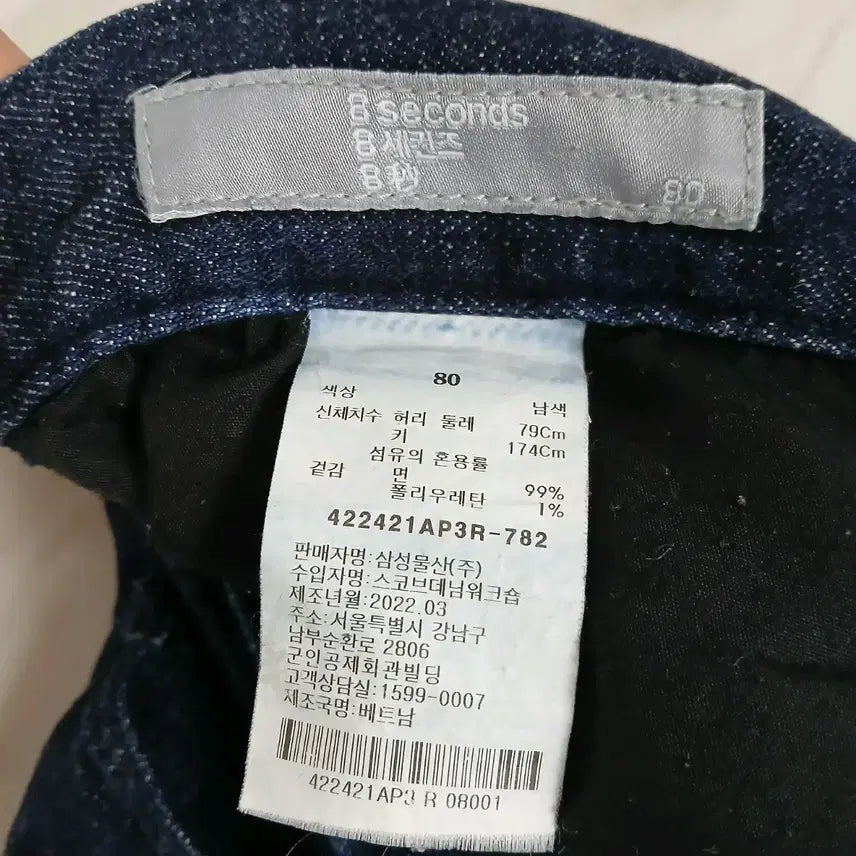 8 seconds
8세컨즈
8秒 80
80
색상 남색
신체치수 허리 둘레 79Cm
키 174Cm
섬유의 혼용률
겉감 면 99%
폴리우레탄 1%
422421AP3R-782
판매자명:삼성물산(주)
수입자명:스코브데님워크숍
제조년월:2022.03
주소:서울특별시 강남구
남부순환로 2806
군인공제회관빌딩
고객상담실:1599-0007
제조국명:베트남
422421AP3 R 08001